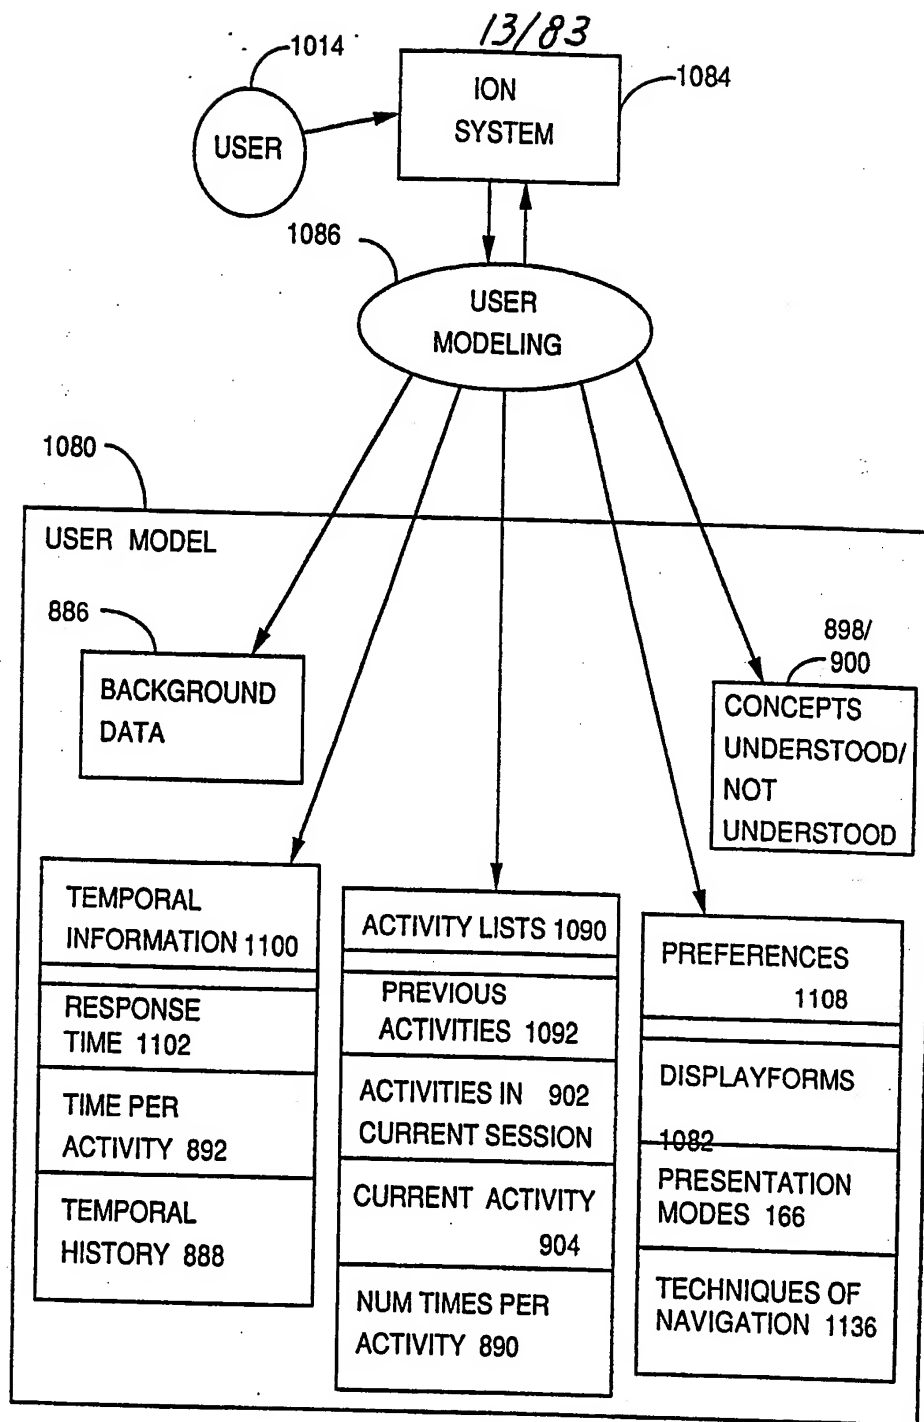 13/83
1014
ION
SYSTEM
1084
USER
1086
USER
MODELING
1080
USER MODEL
886
BACKGROUND
DATA
898/
900
CONCEPTS
UNDERSTOOD/
NOT
UNDERSTOOD
TEMPORAL
INFORMATION 1100
RESPONSE
TIME 1102
TIME PER
ACTIVITY 892
TEMPORAL
HISTORY 888
ACTIVITY LISTS 1090
PREVIOUS
ACTIVITIES 1092
ACTIVITIES IN 902
CURRENT SESSION
CURRENT ACTIVITY
904
NUM TIMES PER
ACTIVITY 890
PREFERENCES
1108
DISPLAYFORMS
1082
PRESENTATION
MODES 166
TECHNIQUES OF
NAVIGATION 1136